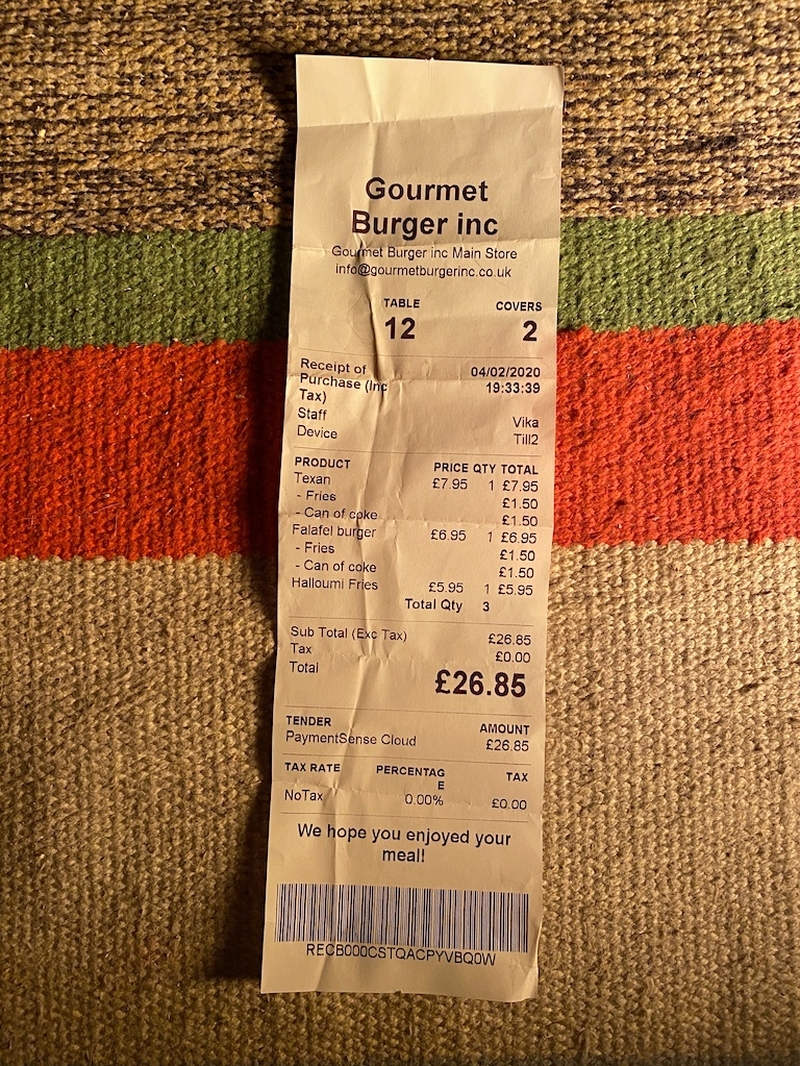 Gourmet
Burger inc
Gourmet Burger inc Main Store
info@gourmetburgerinc.co.uk
TABLE COVERS
12 2
Receipt of 04/02/2020
Purchase (Inc 19:33:39
Tax)
Staff Vika
Device Till2
PRODUCT PRICE QTY TOTAL
Texan £7.95 1 £7.95
- Fries £1.50
- Can of coke £1.50
Falafel burger £6.95 1 £6.95
- Fries £1.50
- Can of coke £1.50
Halloumi Fries £5.95 1 £5.95
Total Qty 3
Sub Total (Exc Tax) £26.85
Tax £0.00
Total £26.85
TENDER AMOUNT
PaymentSense Cloud £26.85
TAX RATE PERCENTAG TAX
E
NoTax 0.00% £0.00
We hope you enjoyed your
meal!
RECB000CSTQACPYVBQ0W